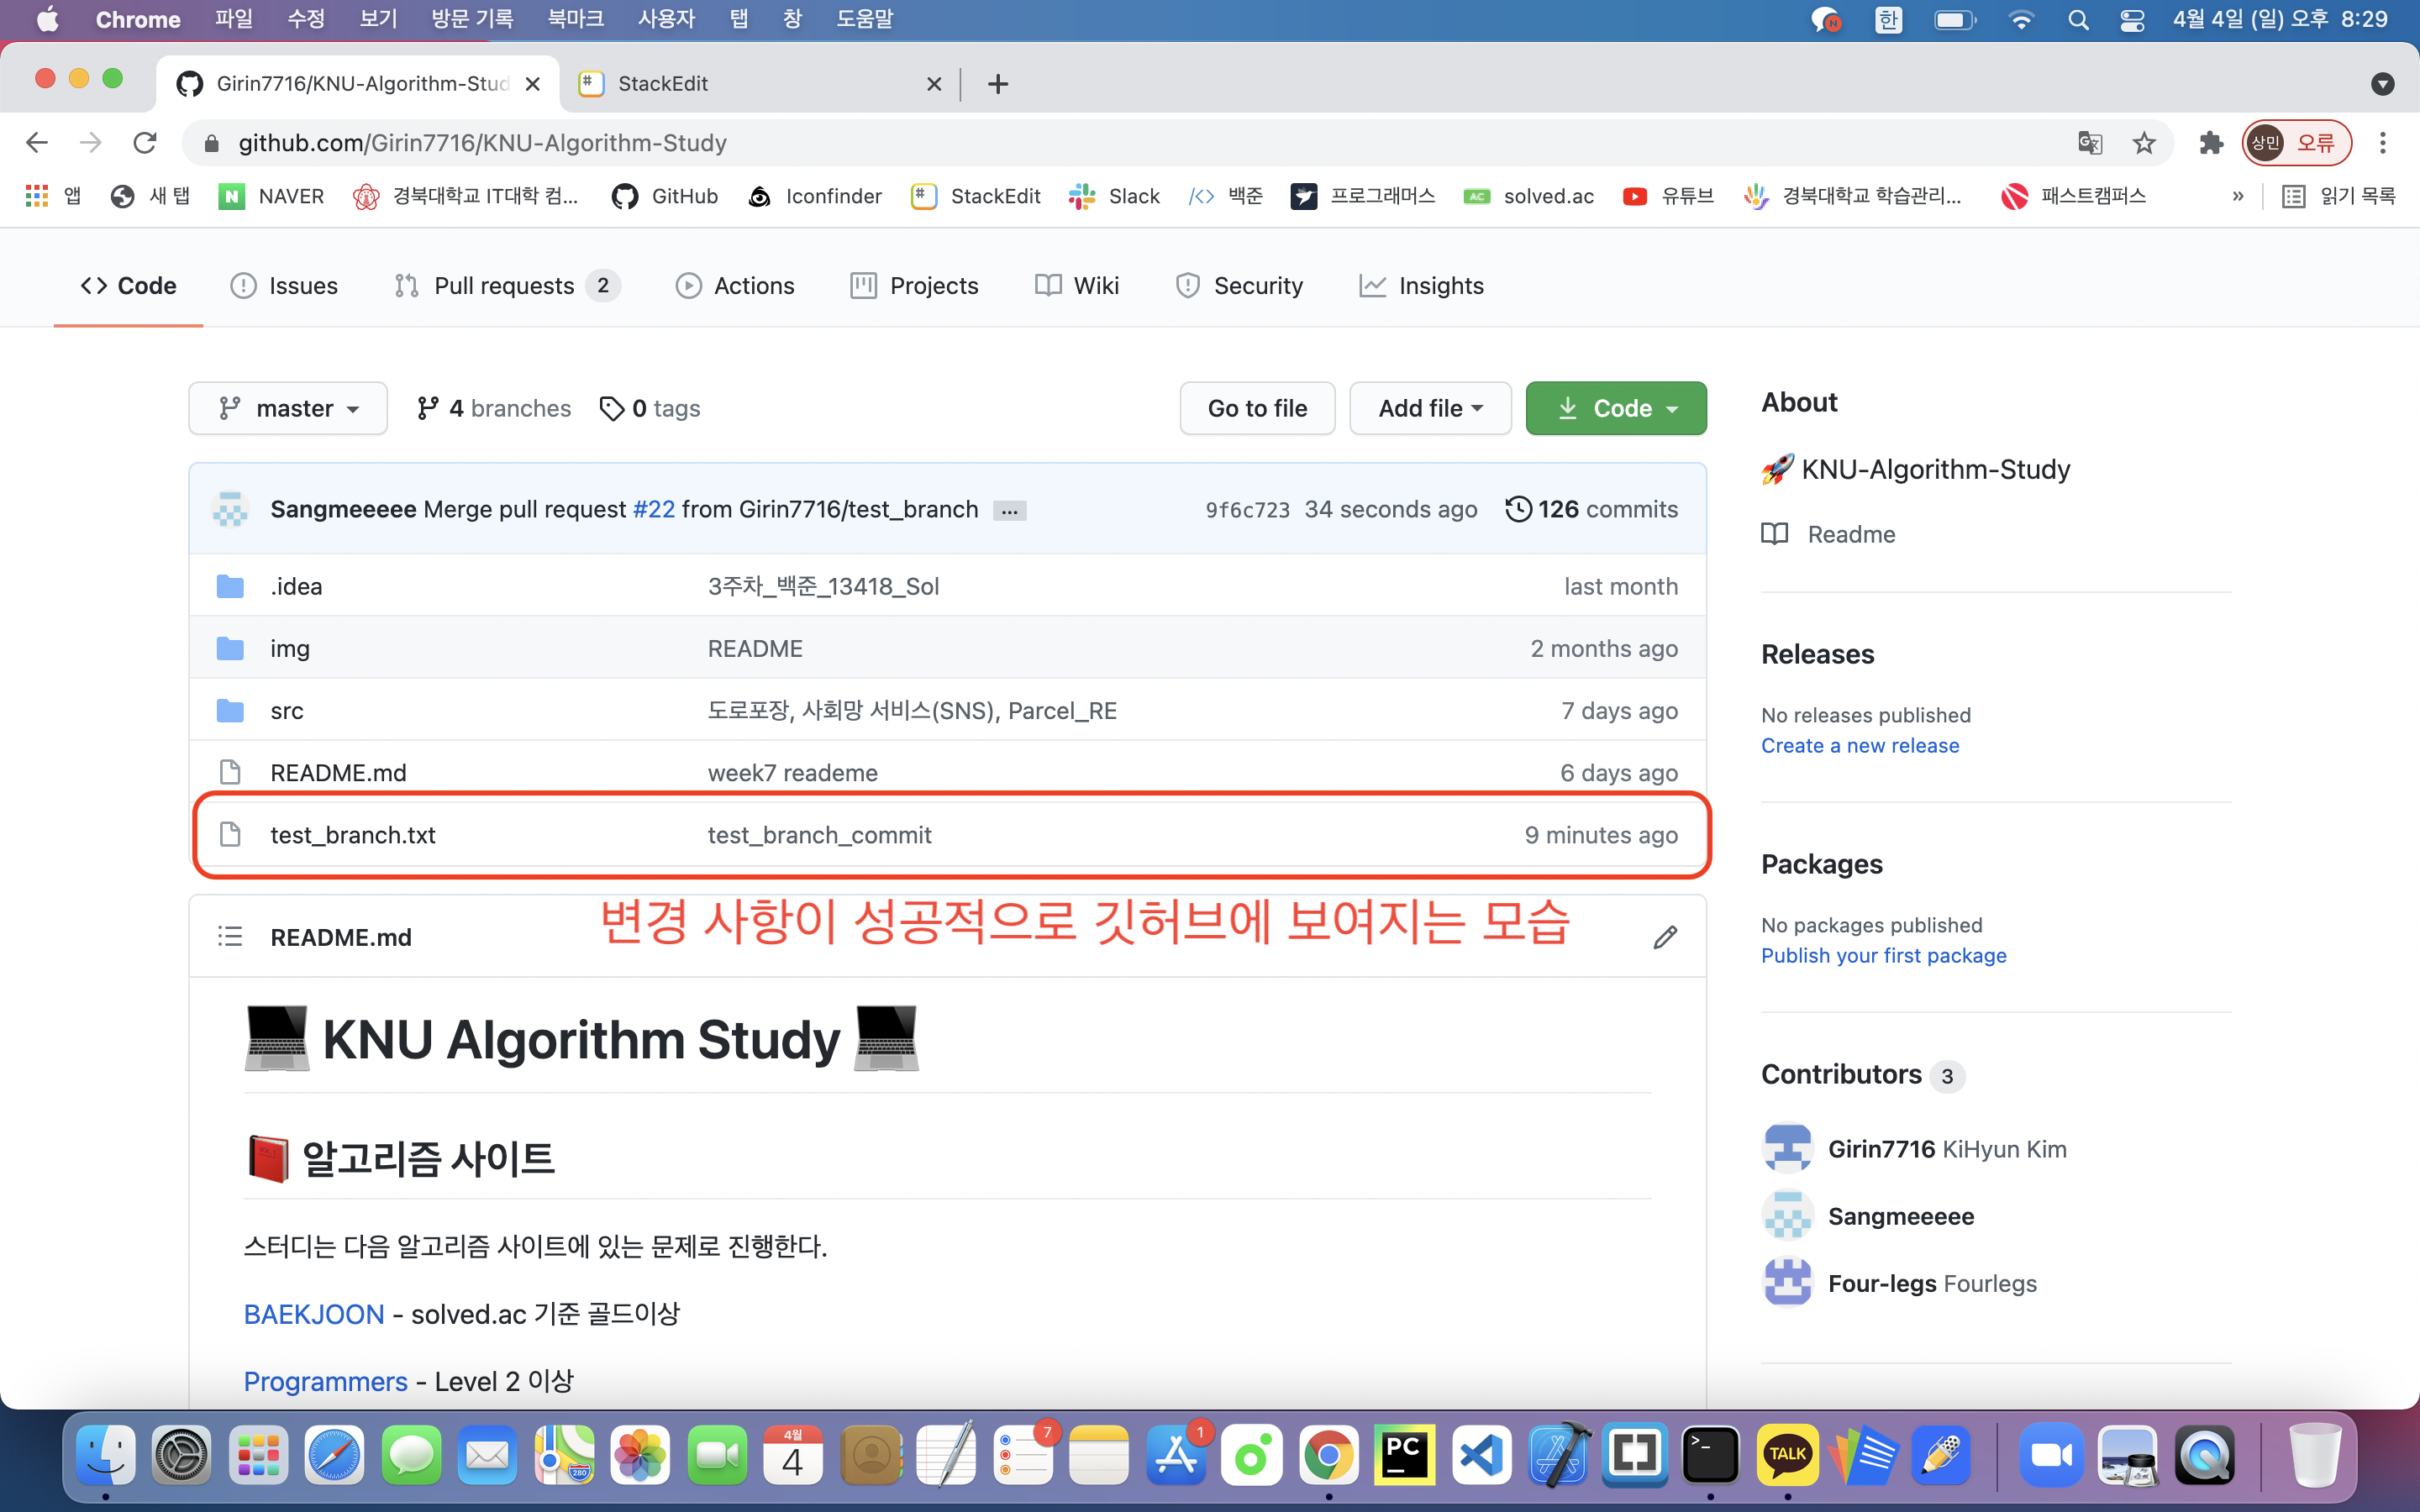 Chrome 파일 수정 보기 방문 기록 북마크 사용자 탭 창 도움말 한 4월 4일 (일) 오후 8:29
Girin7716/KNU-Algorithm-Stud StackEdit
github.com/Girin7716/KNU-Algorithm-Study 상민 오류
앱 새 탭 NAVER 경북대학교 IT대학 컴... GitHub Iconfinder StackEdit Slack 백준 프로그래머스 solved.ac 유튜브 경북대학교 학습관리... 패스트캠퍼스 » 읽기 목록
Code Issues Pull requests 2 Actions Projects Wiki Security Insights
master 4 branches 0 tags Go to file Add file Code
Sangmeeeee Merge pull request #22 from Girin7716/test_branch ... 9f6c723 34 seconds ago 126 commits
.idea 3주차_백준_13418_Sol last month
img README 2 months ago
src 도로포장, 사회망 서비스(SNS), Parcel_RE 7 days ago
README.md week7 reademe 6 days ago
test_branch.txt test_branch_commit 9 minutes ago
변경 사항이 성공적으로 깃허브에 보여지는 모습
README.md
KNU Algorithm Study
알고리즘 사이트
스터디는 다음 알고리즘 사이트에 있는 문제로 진행한다.
BAEKJOON - solved.ac 기준 골드이상
Programmers - Level 2 이상
About
KNU-Algorithm-Study
Readme
Releases
No releases published
Create a new release
Packages
No packages published
Publish your first package
Contributors 3
Girin7716 KiHyun Kim
Sangmeeeee
Four-legs Fourlegs
4월 4 7 1 PC TALK 280